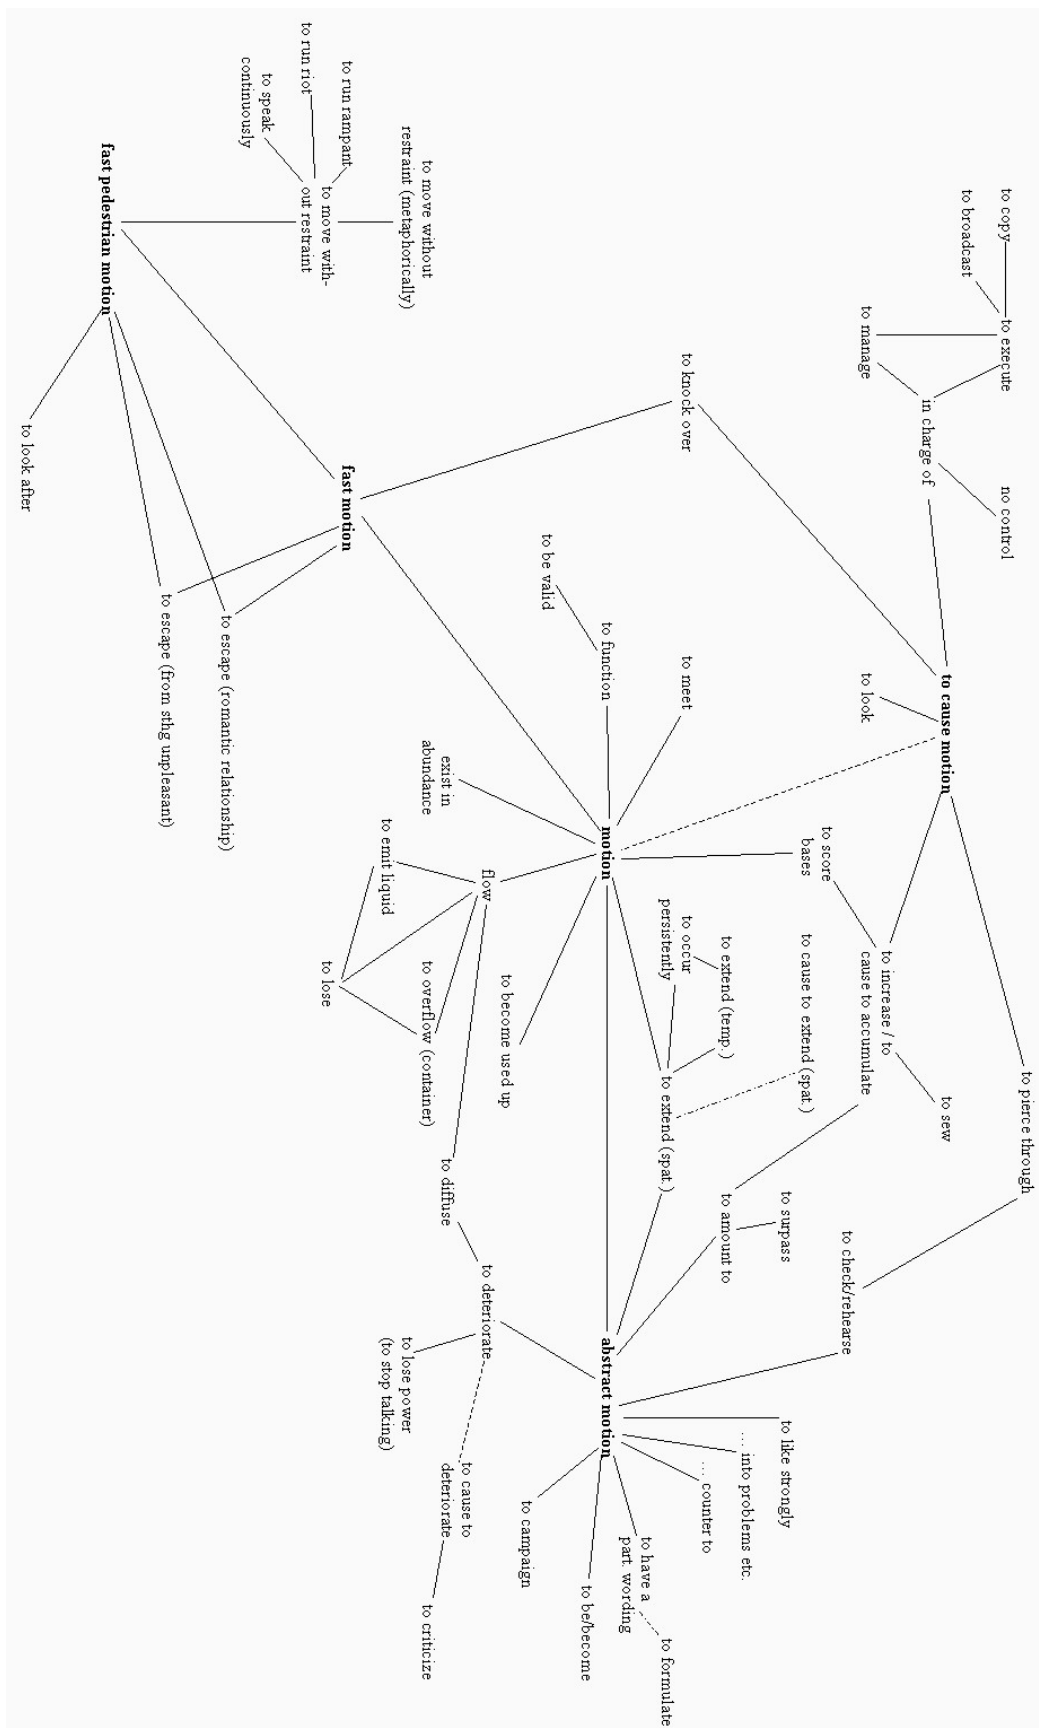 to copy
to broadcast
to execute
to manage
in charge of
no control
to cause motion
to look
to pierce through
to increase / to
cause to accumulate
to sew
to score
bases
to check/rehearse
to knock over
to meet
to function
to be valid
motion
to cause to extend (spat.)
to extend (temp.)
to occur
persistently
to extend (spat.)
to surpass
to amount to
abstract motion
to like strongly
... into problems etc.
... counter to
to have a
part. wording
to formulate
to be/become
to campaign
to move without
restraint (metaphorically)
to run rampant
to run riot
to speak
continuously
to move with-
out restraint
fast pedestrian motion
to look after
fast motion
to escape (romantic relationship)
to escape (from sthg unpleasant)
exist in
abundance
flow
to emit liquid
to lose
to overflow (container)
to become used up
to diffuse
to deteriorate
to lose power
(to stop talking)
to cause to
deteriorate
to criticize